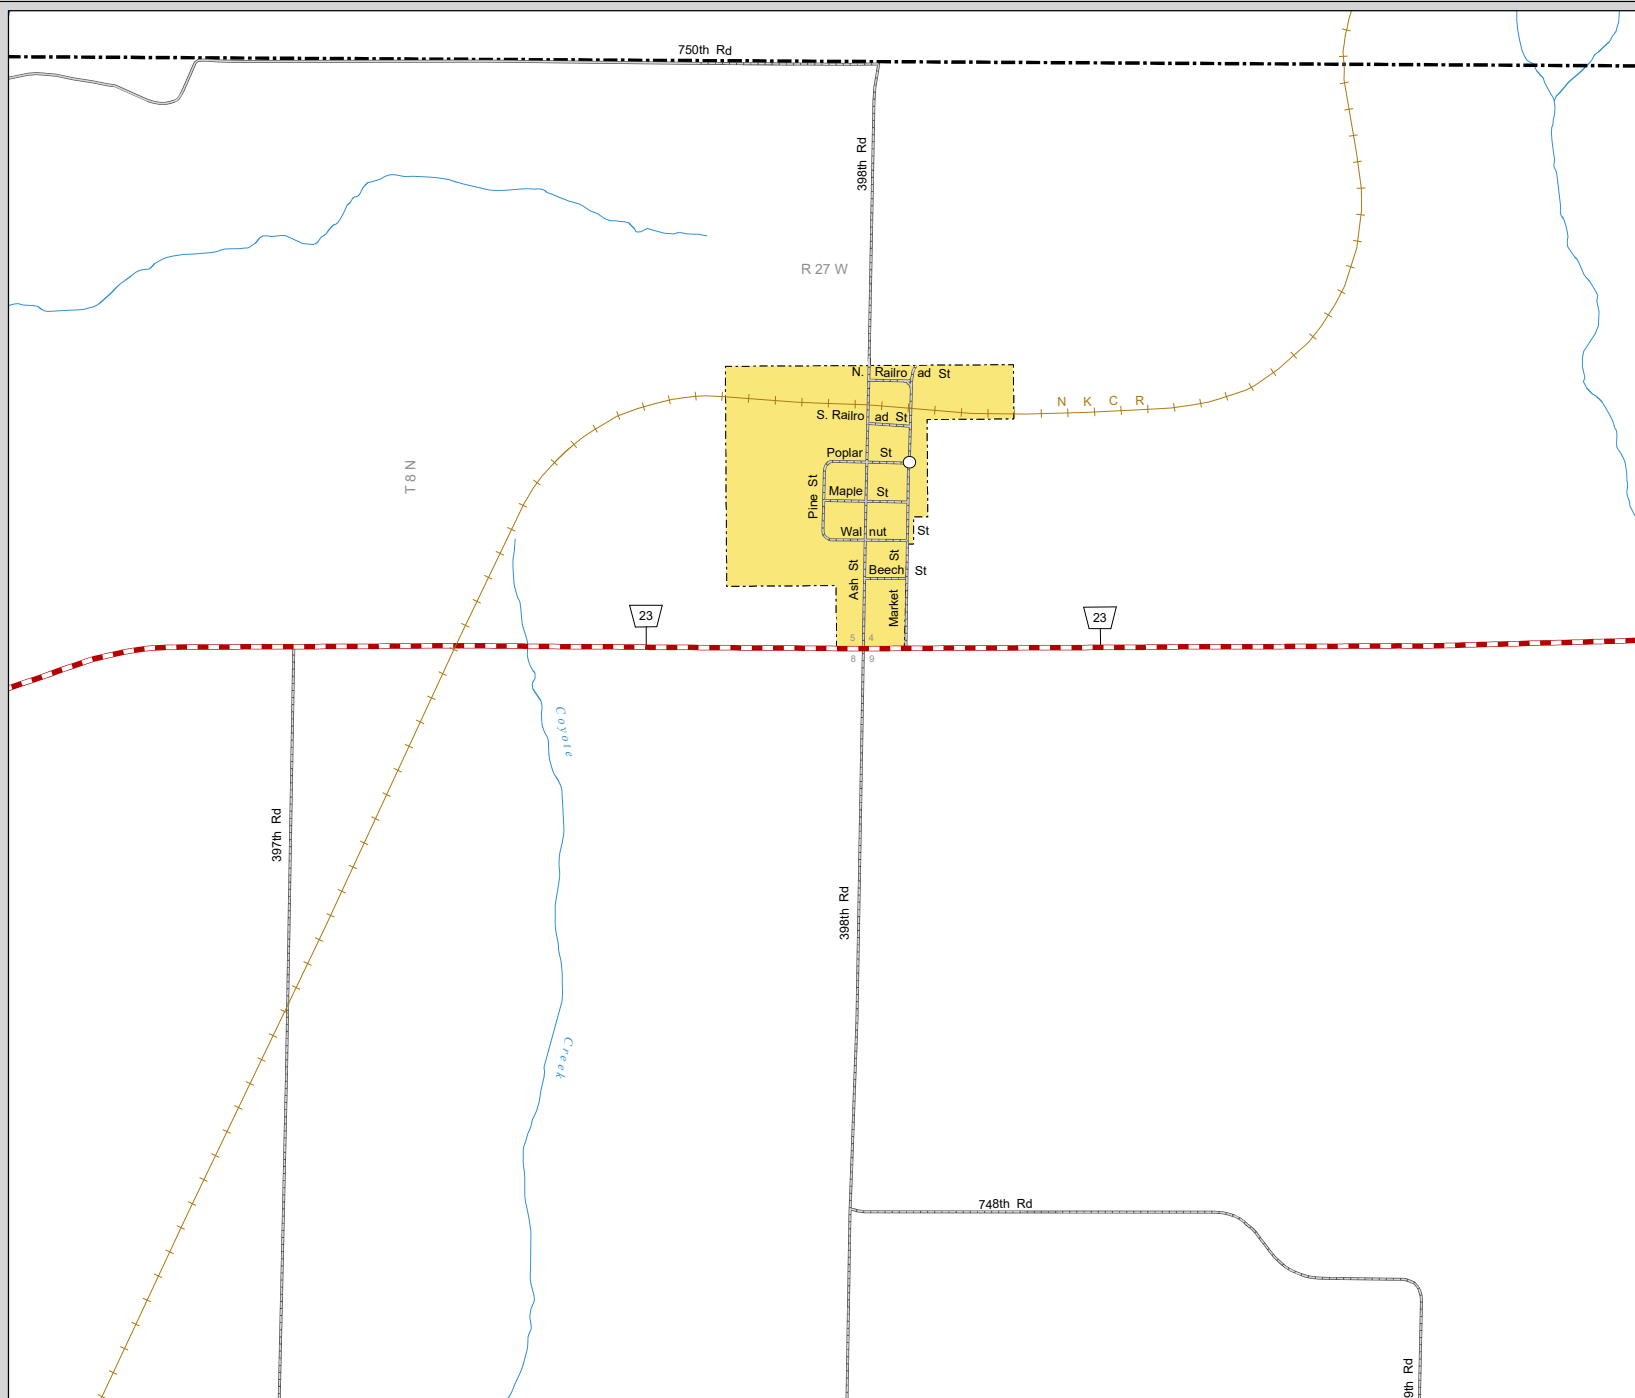 750th Rd
398th Rd
R 27 W
N. Railroad St
N K C R
S. Railroad St
Poplar St
T 8 N
Pine St
Maple St
Walnut St
Ash St
Beech St
Market St
23
23
5 4
8 9
Coyote Creek
397th Rd
398th Rd
748th Rd
9th Rd